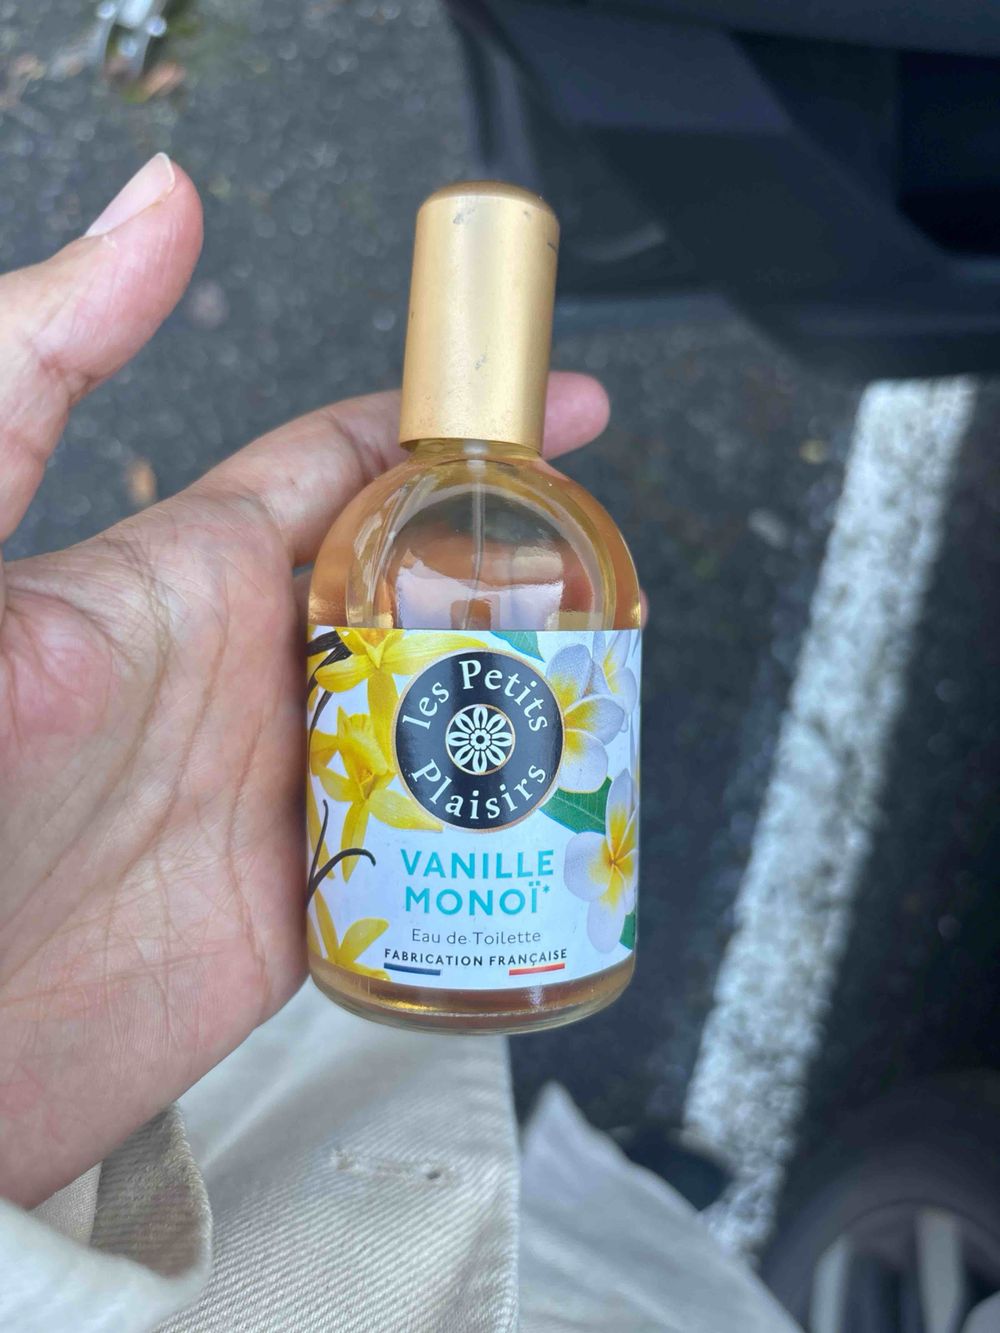 les Petits
Plaisirs
VANILLE
MONOÏ*
Eau de Toilette
FABRICATION FRANÇAISE